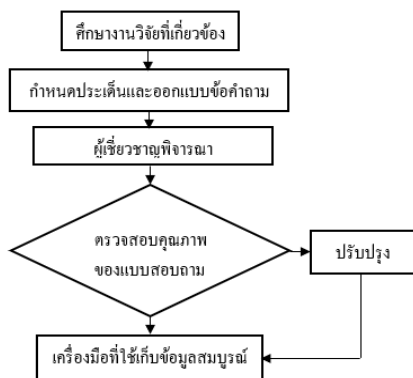 ศึกษางานวิจัยที่เกี่ยวข้อง
กำหนดประเด็นและออกแบบข้อคำถาม
ผู้เชี่ยวชาญพิจารณา
ตรวจสอบคุณภาพ
ของแบบสอบถาม
ปรับปรุง
เครื่องมือที่ใช้เก็บข้อมูลสมบูรณ์